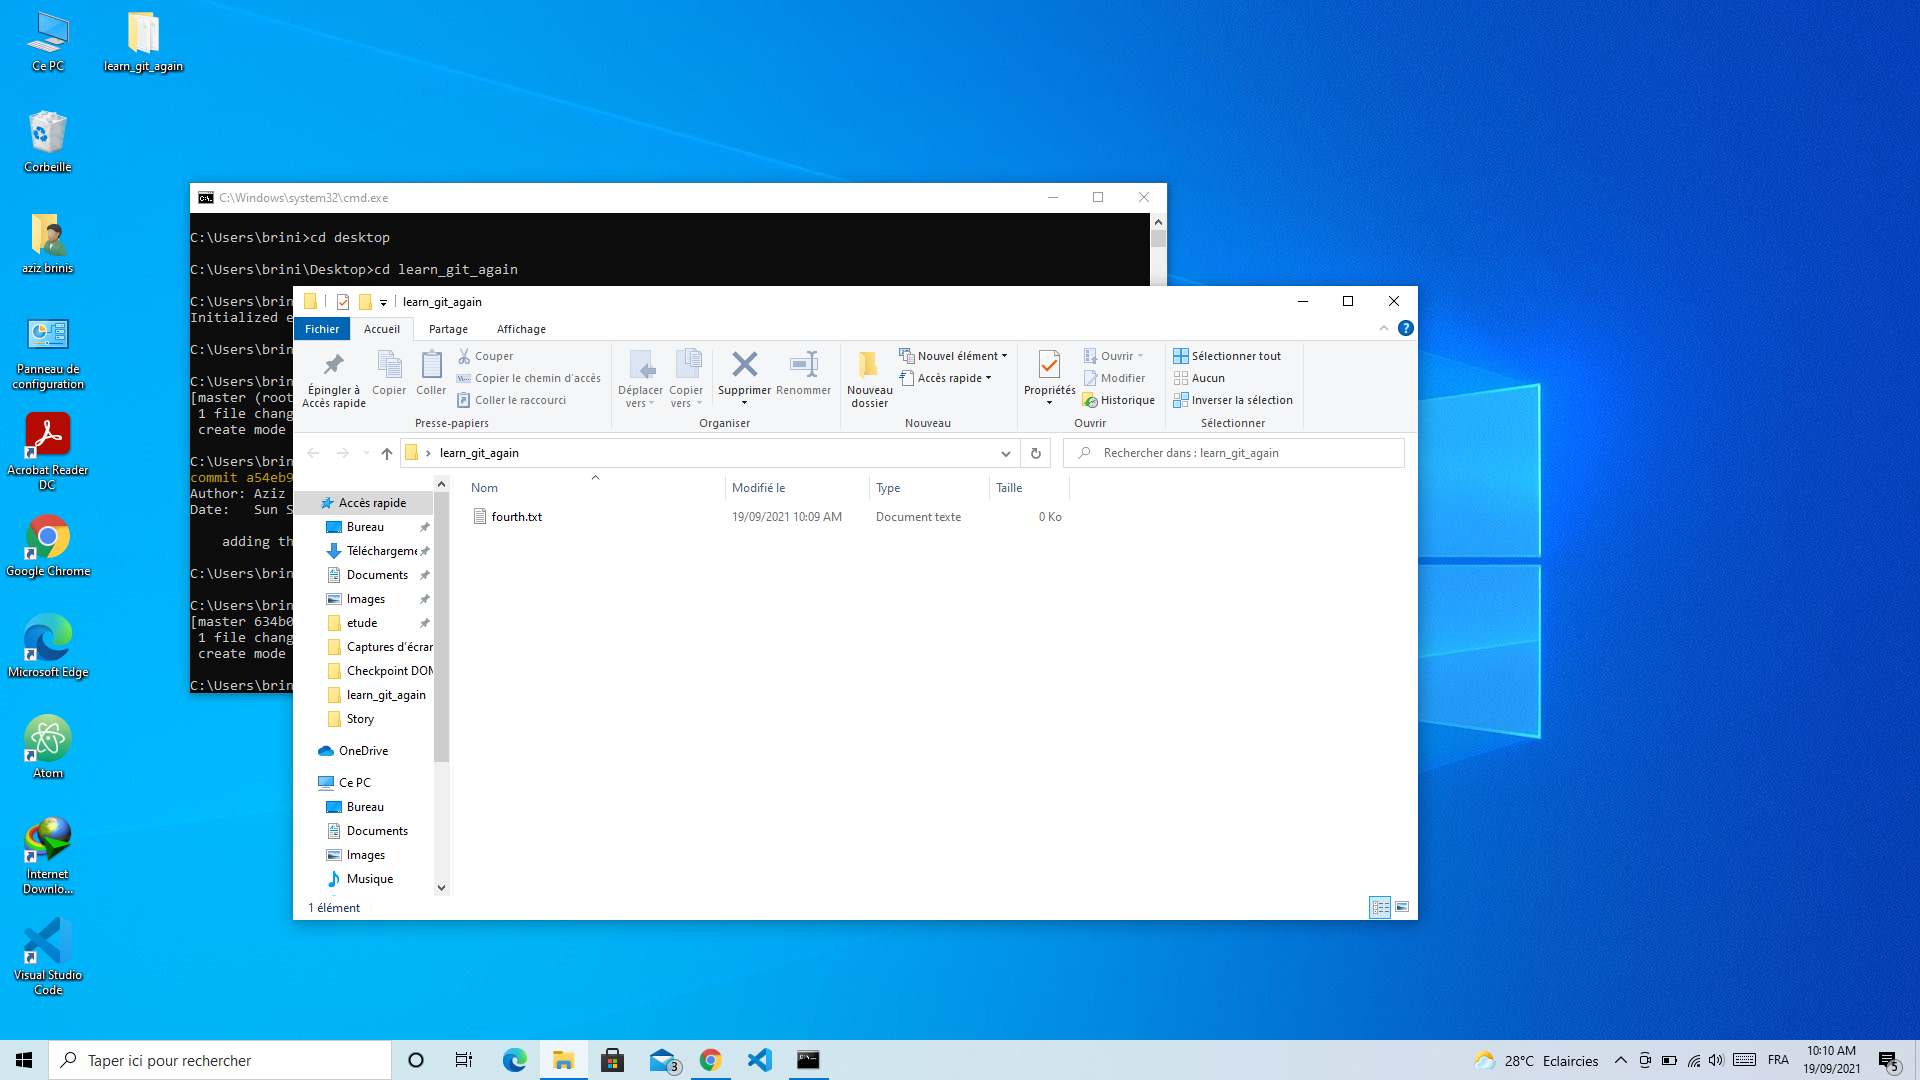 Ce PC
learn_git_again
Corbeille
aziz brinis
Panneau de
configuration
Acrobat Reader
DC
Google Chrome
Microsoft Edge
Atom
Internet
Downlo...
Visual Studio
Code
C:\Windows\system32\cmd.exe
C:\Users\brini>cd desktop
C:\Users\brini\Desktop>cd learn_git_again
C:\Users\brin
Initialized e
C:\Users\brin
C:\Users\brin
[master (root
1 file chang
create mode
C:\Users\brin
commit a54eb9
Author: Aziz
Date: Sun S
adding th
C:\Users\brin
C:\Users\brin
[master 634b0
1 file chang
create mode
C:\Users\brin
learn_git_again
Fichier Accueil Partage Affichage
Épingler à
Accès rapide
Copier
Coller
Couper
Copier le chemin d'accès
Coller le raccourci
Presse-papiers
Déplacer
vers
Copier
vers
Supprimer
Renommer
Organiser
Nouveau
dossier
Nouvel élément
Accès rapide
Nouveau
Propriétés
Ouvrir
Modifier
Historique
Ouvrir
Sélectionner tout
Aucun
Inverser la sélection
Sélectionner
learn_git_again
Rechercher dans : learn_git_again
Nom Modifié le Type Taille
fourth.txt 19/09/2021 10:09 AM Document texte 0 Ko
Accès rapide
Bureau
Téléchargeme
Documents
Images
etude
Captures d'écrar
Checkpoint DOM
learn_git_again
Story
OneDrive
Ce PC
Bureau
Documents
Images
Musique
1 élément
Taper ici pour rechercher
3
28°C Eclaircies
FRA
10:10 AM
19/09/2021
5